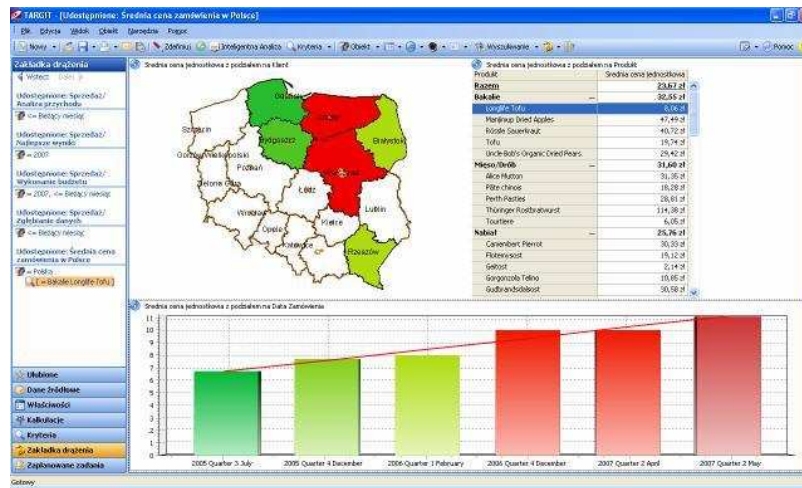 TARGIT - [Udostępnione: Średnia cena zamówienia w Polsce]
Plik Edycja Widok Obiekt Narzędzia Pomoc
Nowy Zdefiniuj Inteligentna Analiza Kryteria Obiekt Wyszukiwanie Pomoc
Zakładka drążenia
Wstecz Dalej
Udostępnione: Sprzedaż/
Analiza przychodu
<= Bieżący miesiąc
Udostępnione: Sprzedaż/
Najlepsze wyniki
= 2007
Udostępnione: Sprzedaż/
Wykonanie budżetu
= 2007, <= Bieżący miesiąc
Udostępnione: Sprzedaż/
Zgłębianie danych
<= Bieżący miesiąc
Udostępnione: Średnia cena
zamówienia w Polsce
= Polska
[ = Bakalie Longlife Tofu ]
Ulubione
Dane źródłowe
Właściwości
Kalkulacje
Kryteria
Zakładka drążenia
Zaplanowane zadania
Gotowy
Średnia cena jednostkowa z podziałem na Klient
Gdańsk
Szczecin
Bydgoszcz
Białystok
Gorzów Wielkopolski
Poznań
Zielona Góra
Łódź
Wrocław
Lublin
Opole
Kielce
Katowice
Rzeszów
Średnia cena jednostkowa z podziałem na Produkt
Produkt Średnia cena jednostkowa
Razem 23,67 zł
Bakalie 32,55 zł
Longlife Tofu 8,06 zł
Manjimup Dried Apples 47,49 zł
Rössle Sauerkraut 40,72 zł
Tofu 19,74 zł
Uncle Bob's Organic Dried Pears 29,42 zł
Mięso/Drób 31,60 zł
Alice Mutton 31,35 zł
Pâté chinois 18,28 zł
Perth Pasties 28,81 zł
Thüringer Rostbratwurst 114,38 zł
Tourtiere 6,05 zł
Nabiał 25,76 zł
Camembert Pierrot 30,33 zł
Flotemysost 19,12 zł
Geitost 2,14 zł
Gorgonzola Telino 10,85 zł
Gudbrandsdalsost 30,58 zł
Średnia cena jednostkowa z podziałem na Data Zamówienia
11
10
9
8
7
6
5
4
3
2
1
0
2005 Quarter 3 July
2005 Quarter 4 December
2006 Quarter 1 February
2006 Quarter 4 December
2007 Quarter 2 April
2007 Quarter 2 May